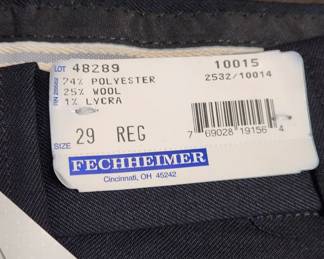 LOT 48289 10015
74% POLYESTER 2532/10014
25% WOOL
1% LYCRA
SIZE 29 REG
7 69028 19156 4
FECHHEIMER
Cincinnati, OH 45242